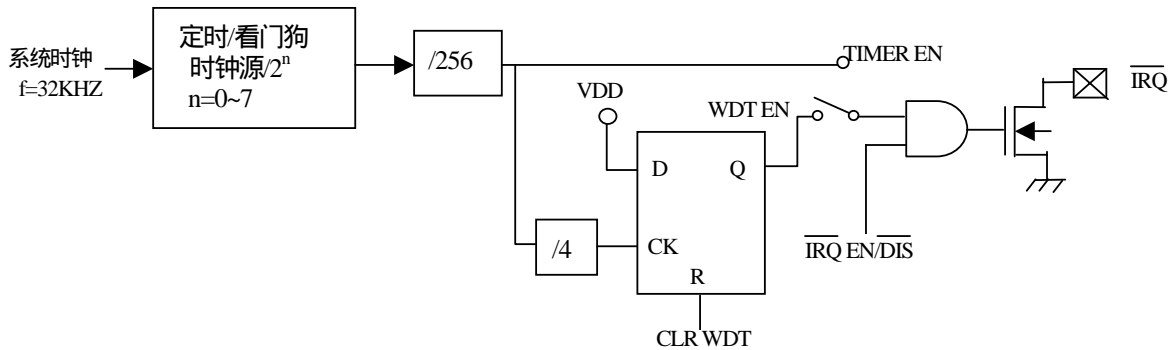 系统时钟
f=32KHZ
定时/看门狗
时钟源/2ⁿ
n=0~7
/256
TIMER EN
VDD
WDT EN
IRQ
D
Q
/4
CK
R
IRQ EN/DIS
CLR WDT